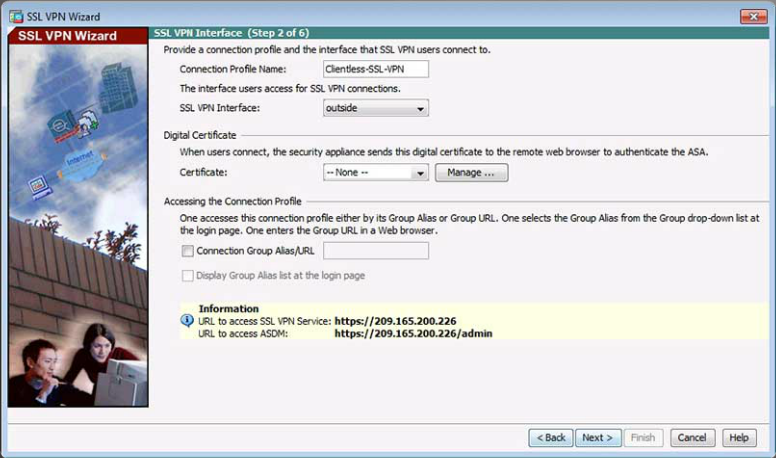 SSL VPN Wizard
SSL VPN Wizard
SSL VPN Interface (Step 2 of 6)
Provide a connection profile and the interface that SSL VPN users connect to.
Connection Profile Name: Clientless-SSL-VPN
The interface users access for SSL VPN connections.
SSL VPN Interface: outside
Digital Certificate
When users connect, the security appliance sends this digital certificate to the remote web browser to authenticate the ASA.
Certificate: -- None -- Manage ...
Accessing the Connection Profile
One accesses this connection profile either by its Group Alias or Group URL. One selects the Group Alias from the Group drop-down list at
the login page. One enters the Group URL in a Web browser.
Connection Group Alias/URL
Display Group Alias list at the login page
Information
URL to access SSL VPN Service: https://209.165.200.226
URL to access ASDM: https://209.165.200.226/admin
Internet
< Back Next > Finish Cancel Help